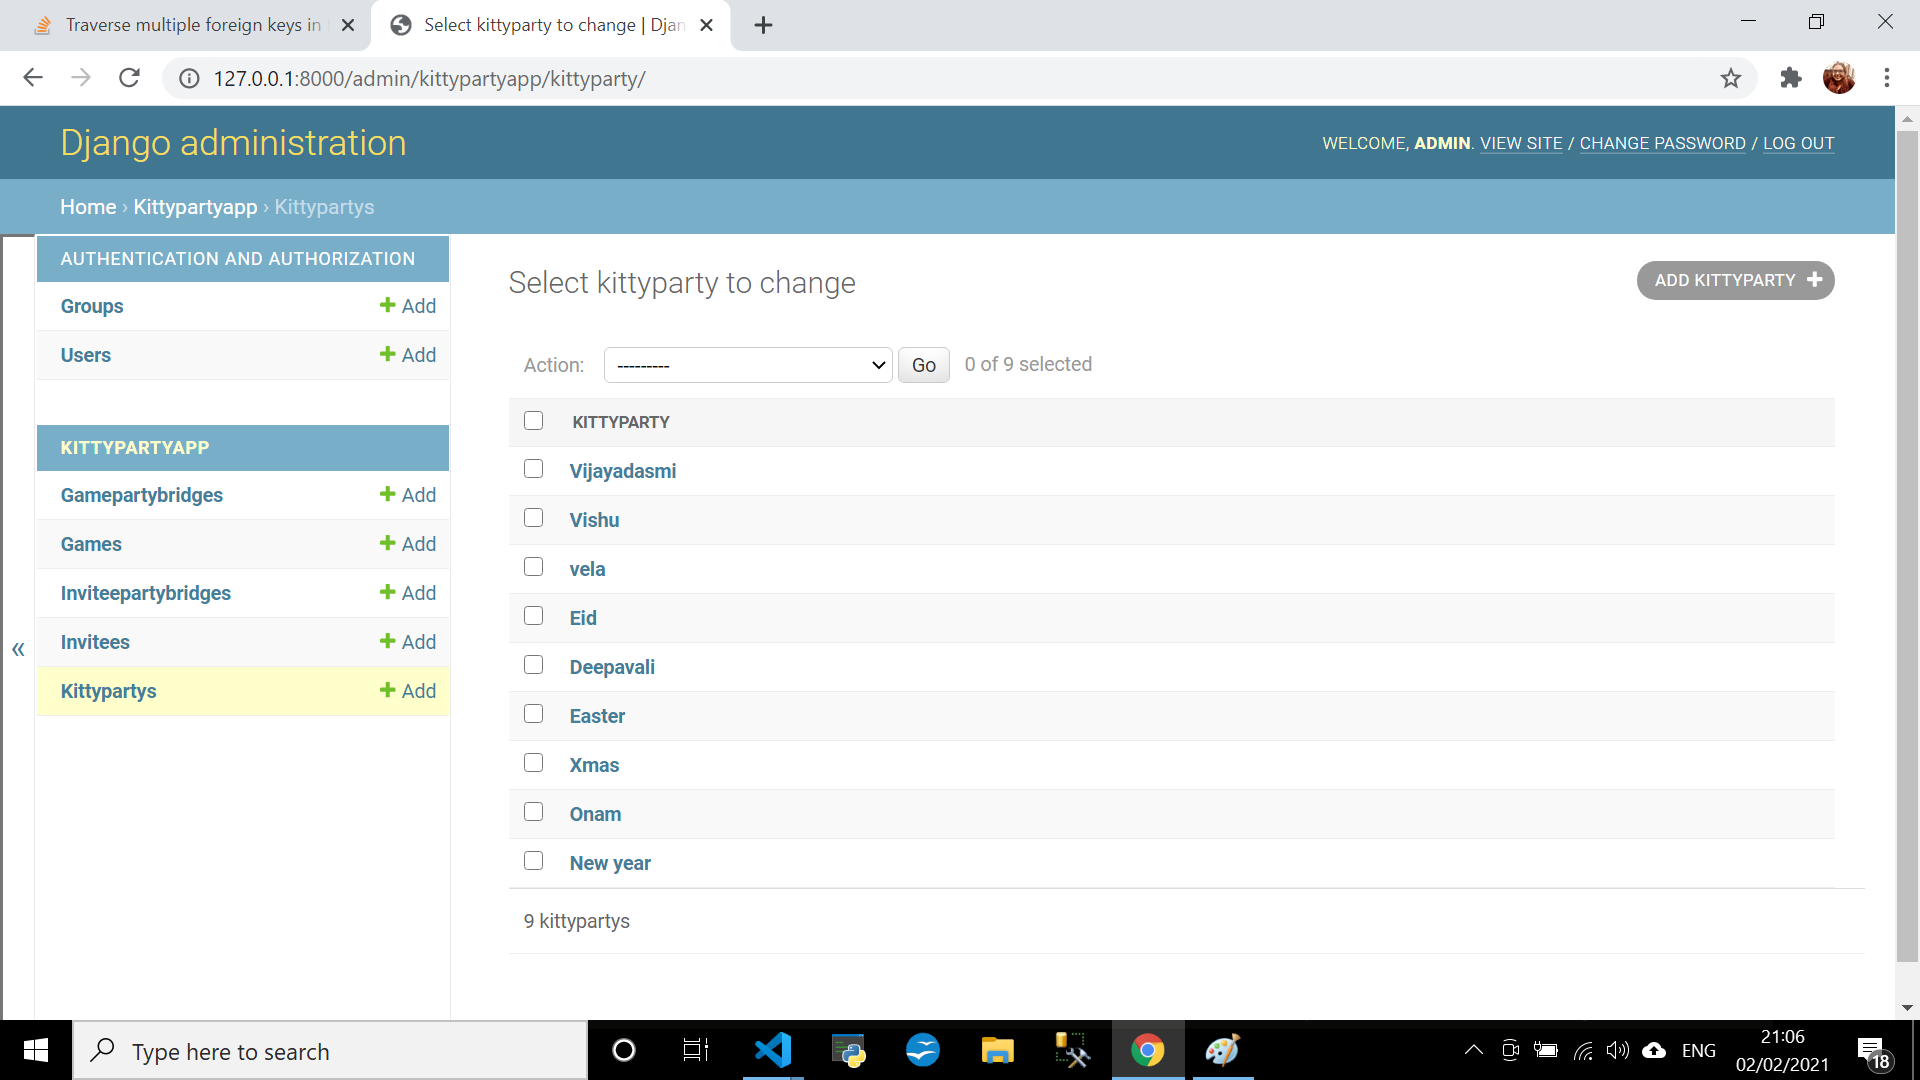 Traverse multiple foreign keys in
Select kittyparty to change | Djan
127.0.0.1:8000/admin/kittypartyapp/kittyparty/
Django administration
WELCOME, ADMIN. VIEW SITE / CHANGE PASSWORD / LOG OUT
Home › Kittypartyapp › Kittypartys
AUTHENTICATION AND AUTHORIZATION
Groups + Add
Users + Add
KITTYPARTYAPP
Gamepartybridges + Add
Games + Add
Inviteepartybridges + Add
Invitees + Add
Kittypartys + Add
«
Select kittyparty to change
ADD KITTYPARTY +
Action: --------- Go 0 of 9 selected
KITTYPARTY
Vijayadasmi
Vishu
vela
Eid
Deepavali
Easter
Xmas
Onam
New year
9 kittypartys
Type here to search
ENG
21:06
02/02/2021
18